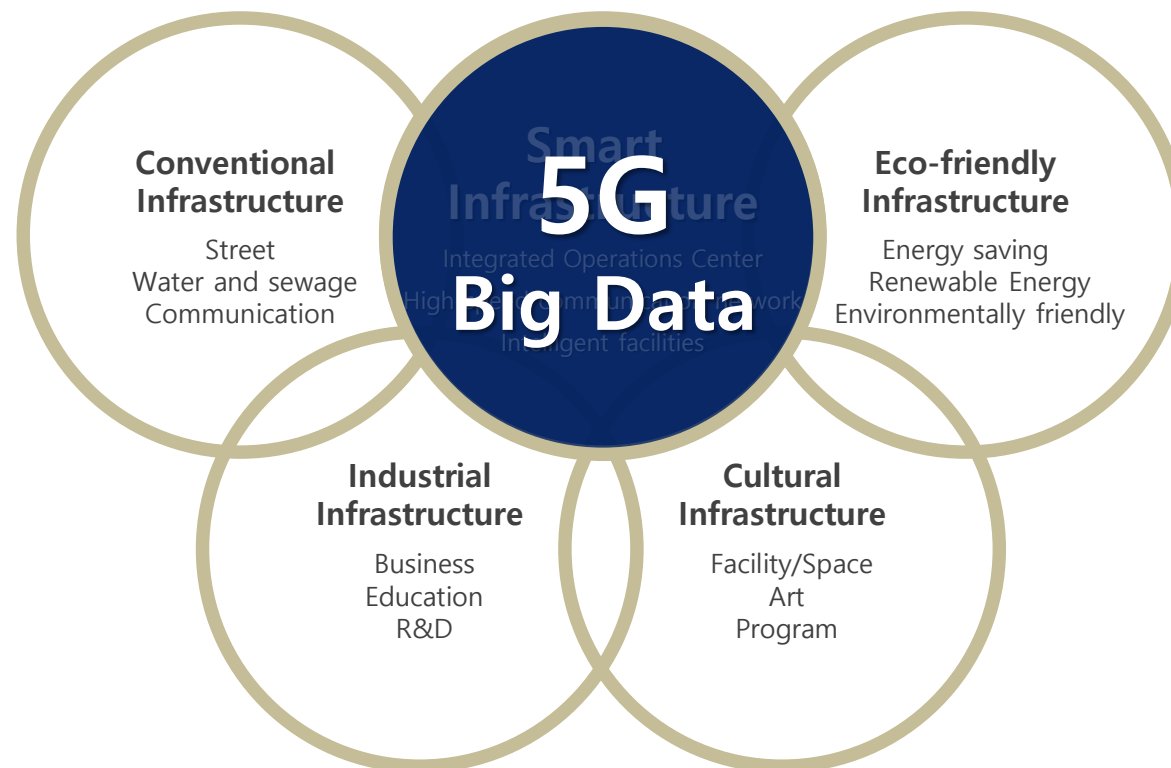 Conventional
Infrastructure
Street
Water and sewage
Communication
Smart
Infrastructure
Integrated Operations Center
Intelligent facilities
5G
Big Data
Eco-friendly
Infrastructure
Energy saving
Renewable Energy
Environmentally friendly
Industrial
Infrastructure
Business
Education
R&D
Cultural
Infrastructure
Facility/Space
Art
Program